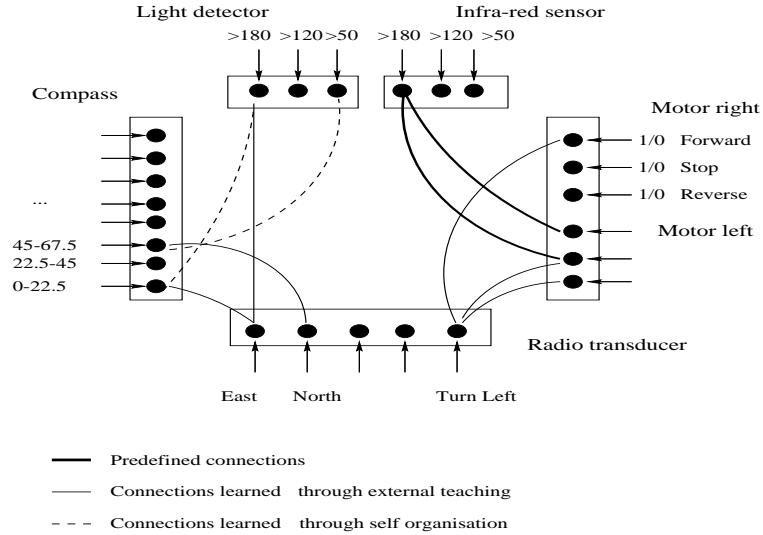 Light detector Infra-red sensor
>180 >120 >50 >180 >120 >50
Compass
Motor right
1/0 Forward
1/0 Stop
1/0 Reverse
...
Motor left
45-67.5
22.5-45
0-22.5
Radio transducer
East North Turn Left
Predefined connections
Connections learned through external teaching
Connections learned through self organisation